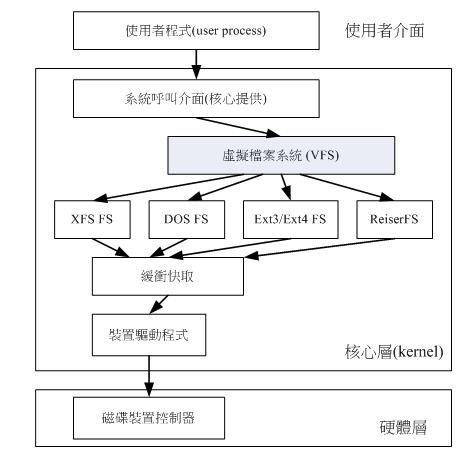 使用者程式(user process)
使用者介面
系統呼叫介面(核心提供)
虛擬檔案系統 (VFS)
XFS FS
DOS FS
Ext3/Ext4 FS
ReiserFS
緩衝快取
裝置驅動程式
核心層(kernel)
磁碟裝置控制器
硬體層